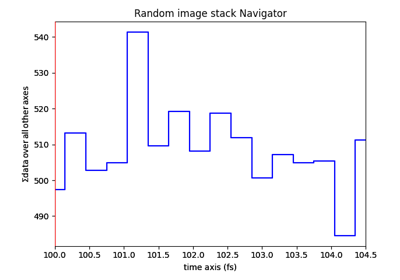 Random image stack Navigator
Σdata over all other axes
540
530
520
510
500
490
100.0 100.5 101.0 101.5 102.0 102.5 103.0 103.5 104.0 104.5
time axis (fs)